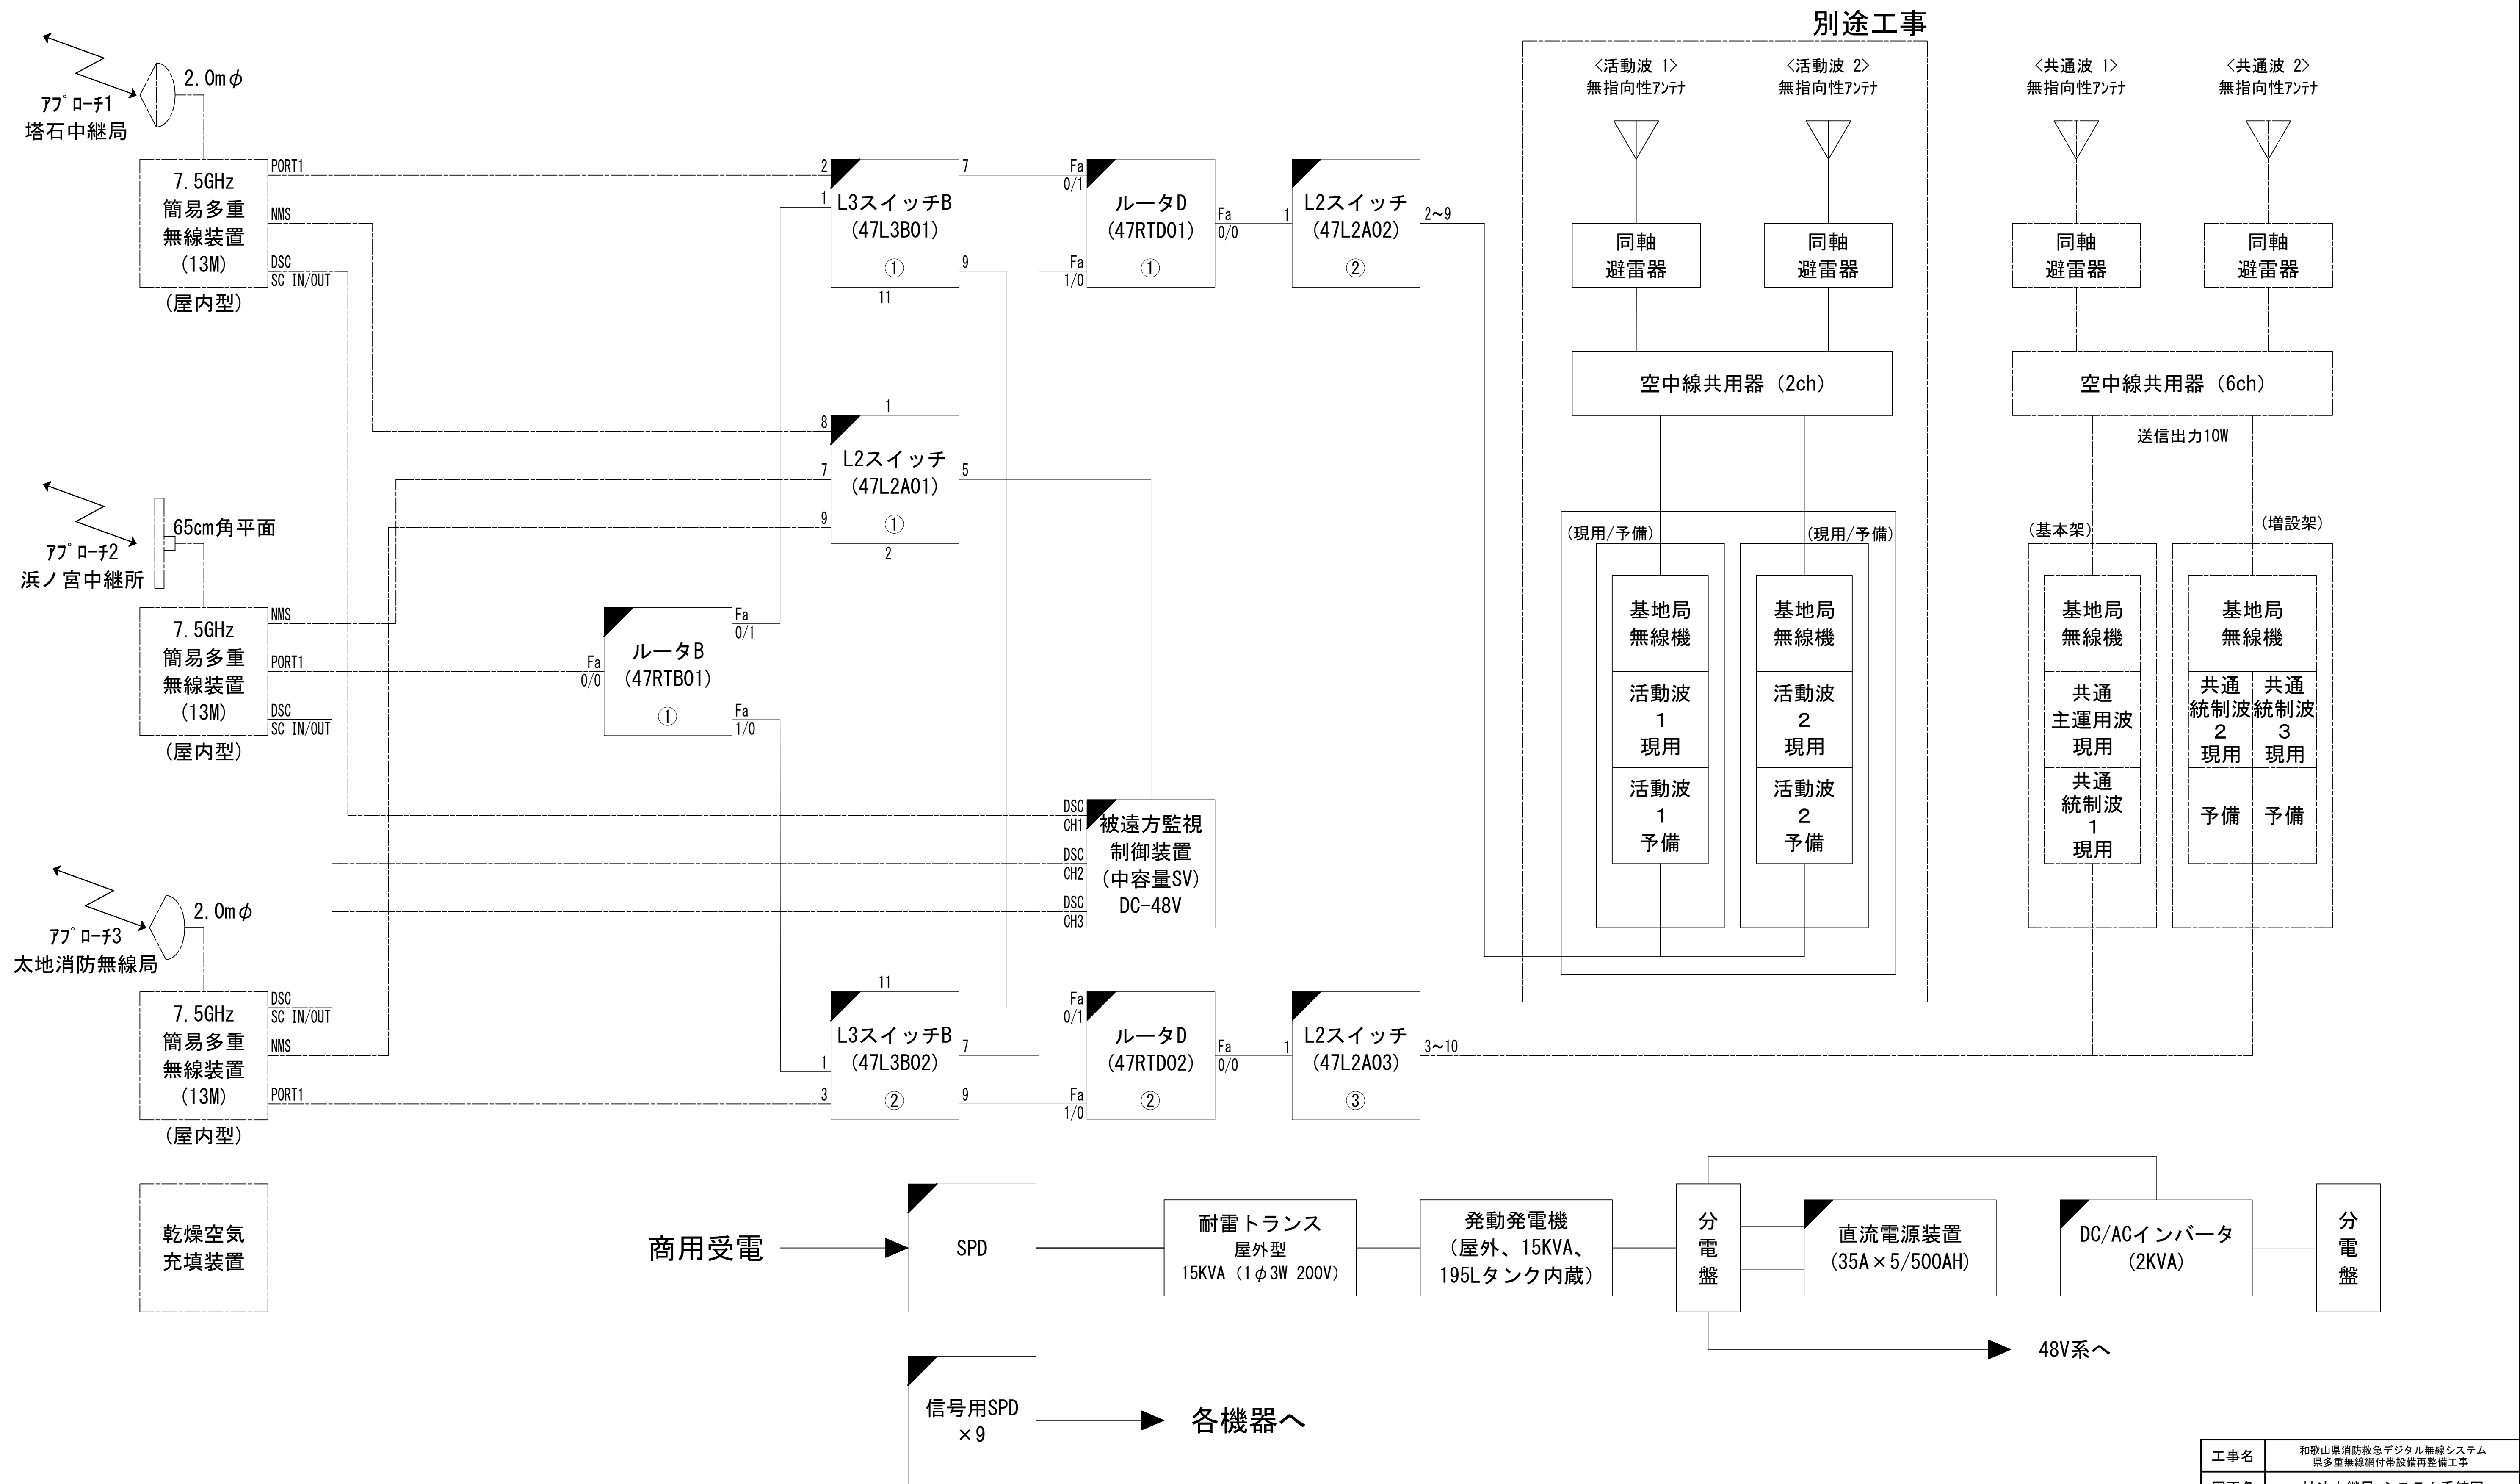 別途工事
2.0mφ
ｱﾌﾟﾛｰﾁ1
塔石中継局
7.5GHz
簡易多重
無線装置
(13M)
(屋内型)
PORT1
NMS
DSC
SC IN/OUT
65cm角平面
ｱﾌﾟﾛｰﾁ2
浜ノ宮中継所
7.5GHz
簡易多重
無線装置
(13M)
(屋内型)
NMS
PORT1
DSC
SC IN/OUT
2.0mφ
ｱﾌﾟﾛｰﾁ3
太地消防無線局
7.5GHz
簡易多重
無線装置
(13M)
(屋内型)
DSC
SC IN/OUT
NMS
PORT1
乾燥空気
充填装置
Fa
0/0
ルータB
(47RTB01)
①
Fa
0/1
Fa
1/0
2
1
L3スイッチB
(47L3B01)
①
7
9
11
1
8
7
9
L2スイッチ
(47L2A01)
①
5
2
11
1
3
L3スイッチB
(47L3B02)
②
7
9
Fa
0/1
Fa
1/0
ルータD
(47RTD01)
①
Fa
0/0
1
L2スイッチ
(47L2A02)
②
2～9
DSC
CH1
DSC
CH2
DSC
CH3
被遠方監視
制御装置
(中容量SV)
DC-48V
Fa
0/1
Fa
1/0
ルータD
(47RTD02)
②
Fa
0/0
1
L2スイッチ
(47L2A03)
③
3～10
<活動波 1>
無指向性ｱﾝﾃﾅ
<活動波 2>
無指向性ｱﾝﾃﾅ
同軸
避雷器
同軸
避雷器
空中線共用器（2ch）
(現用/予備)
(現用/予備)
基地局
無線機
活動波
1
現用
活動波
1
予備
基地局
無線機
活動波
2
現用
活動波
2
予備
<共通波 1>
無指向性ｱﾝﾃﾅ
<共通波 2>
無指向性ｱﾝﾃﾅ
同軸
避雷器
同軸
避雷器
空中線共用器（6ch）
送信出力10W
(基本架)
(増設架)
基地局
無線機
共通
主運用波
現用
共通
統制波
1
現用
基地局
無線機
共通
統制波
2
現用
共通
統制波
3
現用
予備
予備
商用受電
SPD
耐雷トランス
屋外型
15KVA（1φ3W 200V）
発動発電機
（屋外、15KVA、
195Lタンク内蔵）
分電盤
直流電源装置
(35A×5/500AH)
DC/ACインバータ
(2KVA)
分電盤
48V系へ
信号用SPD
×9
各機器へ
工事名
和歌山県消防救急デジタル無線システム
県多重無線網付帯設備再整備工事